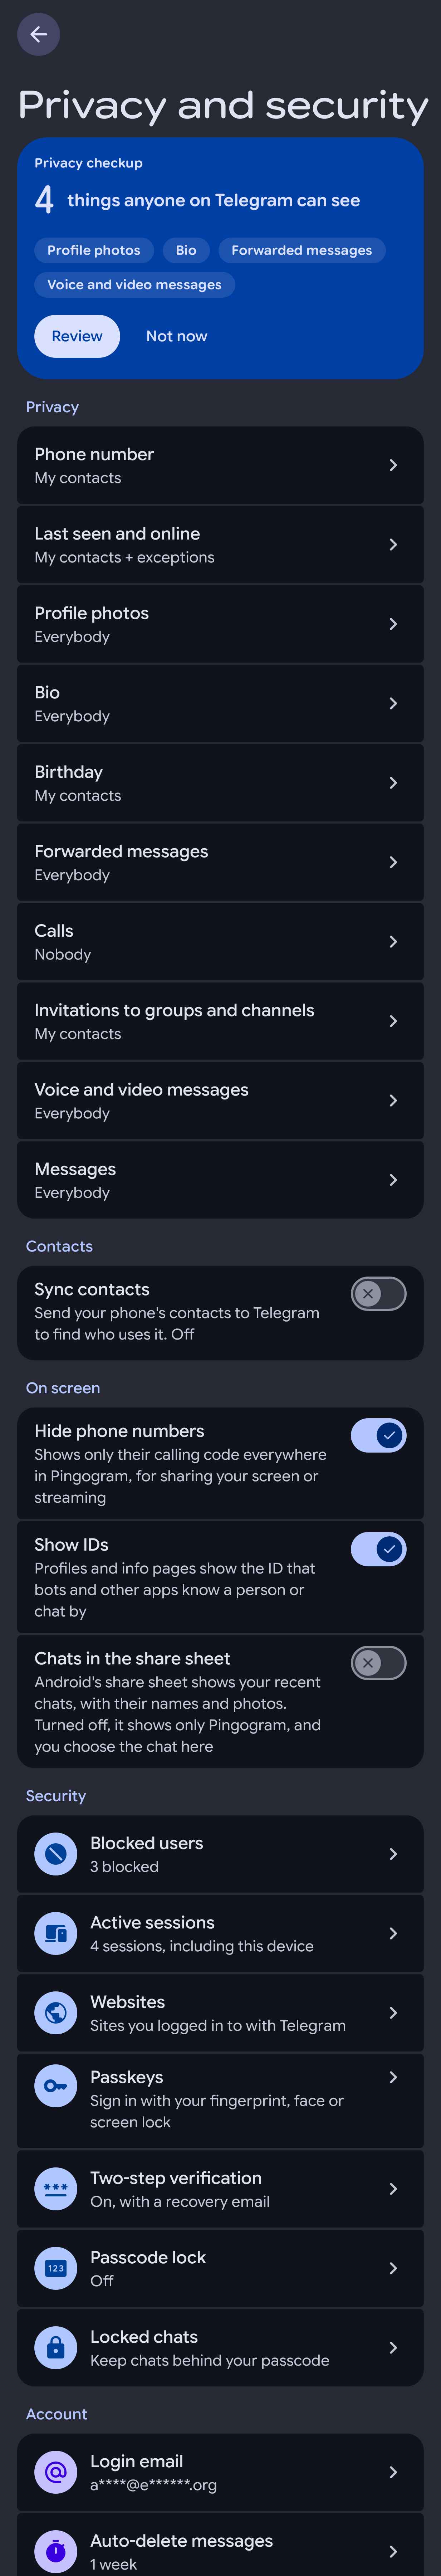 Privacy and security
Privacy checkup
4 things anyone on Telegram can see
Profile photos Bio Forwarded messages
Voice and video messages
Review Not now
Privacy
Phone number
My contacts
Last seen and online
My contacts + exceptions
Profile photos
Everybody
Bio
Everybody
Birthday
My contacts
Forwarded messages
Everybody
Calls
Nobody
Invitations to groups and channels
My contacts
Voice and video messages
Everybody
Messages
Everybody
Contacts
Sync contacts
Send your phone's contacts to Telegram
to find who uses it. Off
On screen
Hide phone numbers
Shows only their calling code everywhere
in Pingogram, for sharing your screen or
streaming
Show IDs
Profiles and info pages show the ID that
bots and other apps know a person or
chat by
Chats in the share sheet
Android's share sheet shows your recent
chats, with their names and photos.
Turned off, it shows only Pingogram, and
you choose the chat here
Security
Blocked users
3 blocked
Active sessions
4 sessions, including this device
Websites
Sites you logged in to with Telegram
Passkeys
Sign in with your fingerprint, face or
screen lock
Two-step verification
On, with a recovery email
123
Passcode lock
Off
Locked chats
Keep chats behind your passcode
Account
Login email
a****@e******.org
Auto-delete messages
1 week